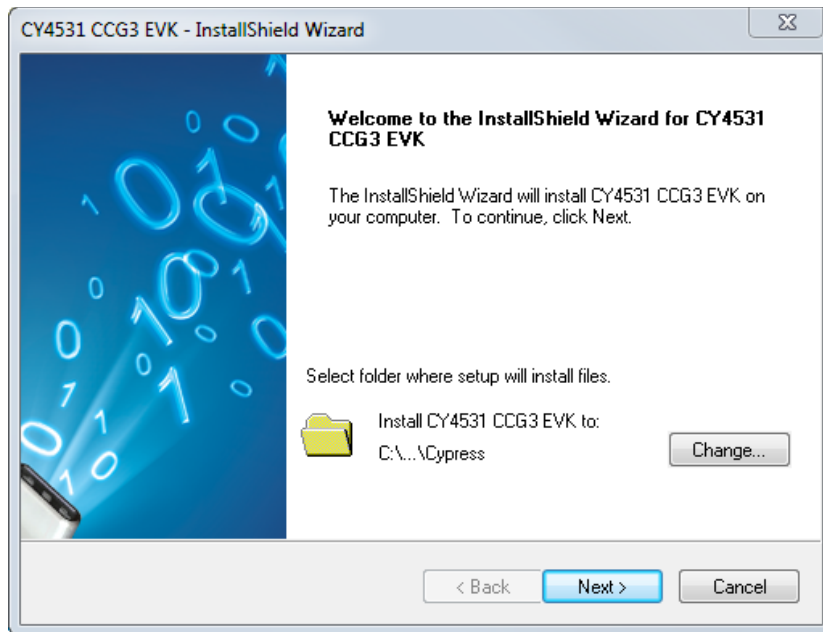 CY4531 CCG3 EVK - InstallShield Wizard
Welcome to the InstallShield Wizard for CY4531
CCG3 EVK
The InstallShield Wizard will install CY4531 CCG3 EVK on
your computer. To continue, click Next.
Select folder where setup will install files.
Install CY4531 CCG3 EVK to:
C:\...\Cypress
Change...
< Back
Next >
Cancel